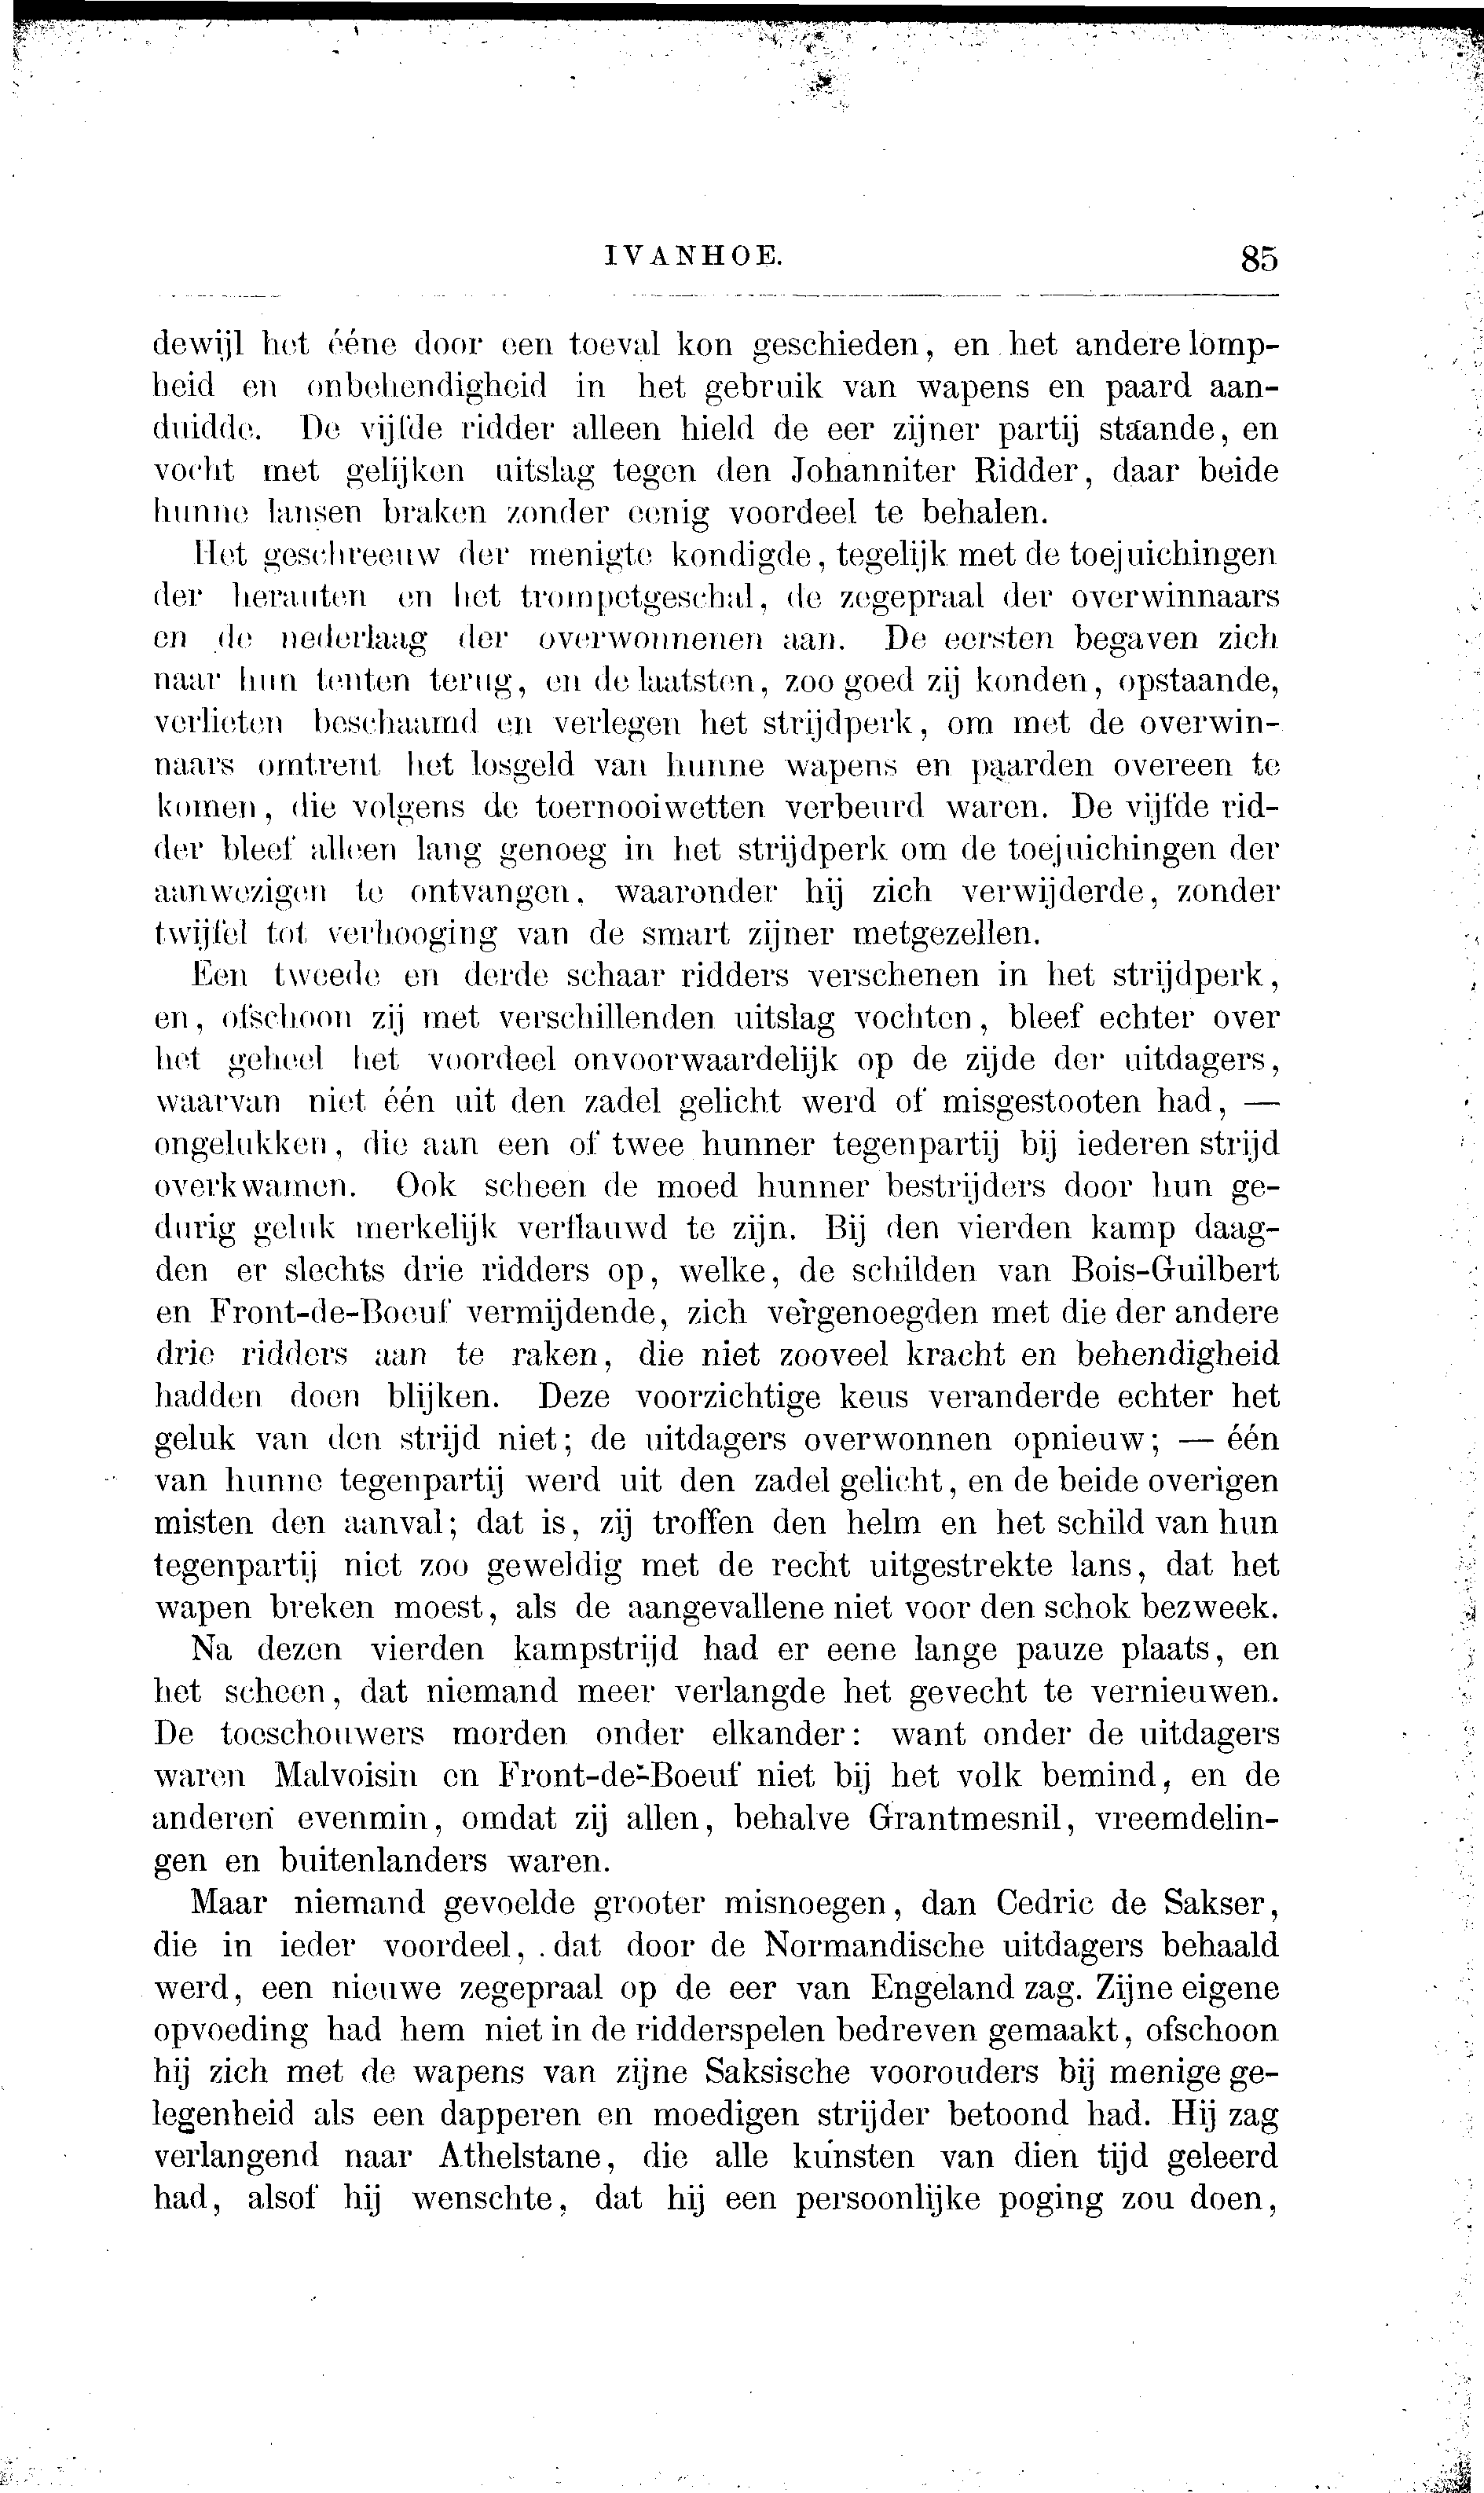 IVANHOE. 85
dewijl het ééne door een toeval kon geschieden, en het andere lomp-
heid en onbehendigheid in het gebruik van wapens en paard aan-
duidde. De vijfde ridder alleen hield de eer zijner partij staande, en
vocht met gelijken uitslag tegen den Johanniter Ridder, daar beide
hunne lansen braken zonder eenig voordeel te behalen.
Het geschreeuw der menigte kondigde, tegelijk met de toejuichingen
der herauten en het trompetgeschal, de zegepraal der overwinnaars
en de nederlaag der overwonnenen aan. De eersten begaven zich
naar hun tenten terug, en de laatsten, zoo goed zij konden, opstaande,
verlieten beschaamd en verlegen het strijdperk, om met de overwin-
naars omtrent het losgeld van hunne wapens en paarden overeen te
komen, die volgens de toernooiwetten verbeurd waren. De vijfde rid-
der bleef alleen lang genoeg in het strijdperk om de toejuichingen der
aanwezigen te ontvangen, waaronder hij zich verwijderde, zonder
twijfel tot verhooging van de smart zijner metgezellen.
Een tweede en derde schaar ridders verschenen in het strijdperk,
en, ofschoon zij met verschillenden uitslag vochten, bleef echter over
het geheel het voordeel onvoorwaardelijk op de zijde der uitdagers,
waarvan niet één uit den zadel gelicht werd of misgestooten had, —
ongelukken, die aan een of twee hunner tegenpartij bij iederen strijd
overkwamen. Ook scheen de moed hunner bestrijders door hun ge-
durig geluk merkelijk verflauwd te zijn. Bij den vierden kamp daag-
den er slechts drie ridders op, welke, de schilden van Bois-Guilbert
en Front-de-Boeuf vermijdende, zich vergenoegden met die der andere
drie ridders aan te raken, die niet zooveel kracht en behendigheid
hadden doen blijken. Deze voorzichtige keus veranderde echter het
geluk van den strijd niet; de uitdagers overwonnen opnieuw; — één
van hunne tegenpartij werd uit den zadel gelicht, en de beide overigen
misten den aanval; dat is, zij troffen den helm en het schild van hun
tegenpartij niet zoo geweldig met de recht uitgestrekte lans, dat het
wapen breken moest, als de aangevallene niet voor den schok bezweek.
Na dezen vierden kampstrijd had er eene lange pauze plaats, en
het scheen, dat niemand meer verlangde het gevecht te vernieuwen.
De toeschouwers morden onder elkander: want onder de uitdagers
waren Malvoisin en Front-de-Boeuf niet bij het volk bemind, en de
anderen evenmin, omdat zij allen, behalve Grantmesnil, vreemdelin-
gen en buitenlanders waren.
Maar niemand gevoelde grooter misnoegen, dan Cedric de Sakser,
die in ieder voordeel, dat door de Normandische uitdagers behaald
werd, een nieuwe zegepraal op de eer van Engeland zag. Zijne eigene
opvoeding had hem niet in de ridderspelen bedreven gemaakt, ofschoon
hij zich met de wapens van zijne Saksische voorouders bij menige ge-
legenheid als een dapperen en moedigen strijder betoond had. Hij zag
verlangend naar Athelstane, die alle kunsten van dien tijd geleerd
had, alsof hij wenschte, dat hij een persoonlijke poging zou doen,